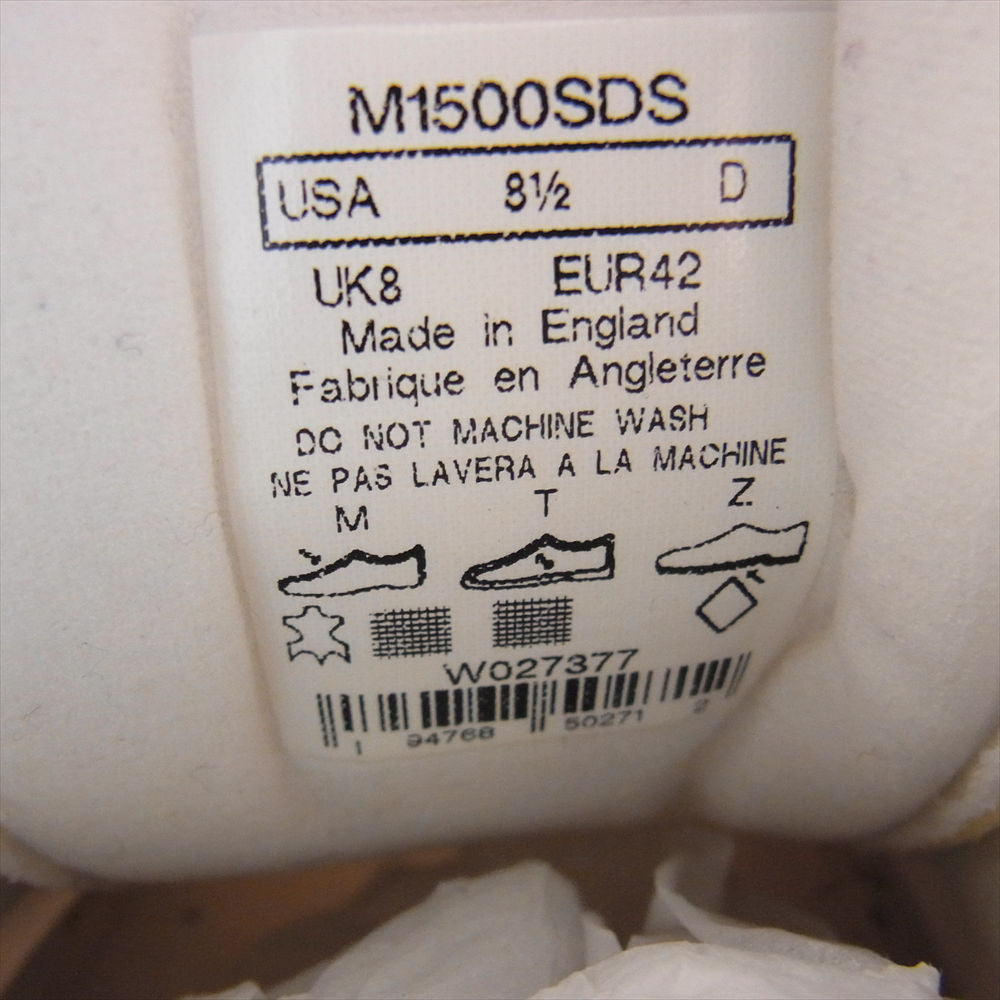 M1500SDS
USA 8½ D
UK8 EUR42
Made in England
Fabrique en Angleterre
DO NOT MACHINE WASH
NE PAS LAVERA A LA MACHINE
M T Z
W027377
1 94768 50271 2